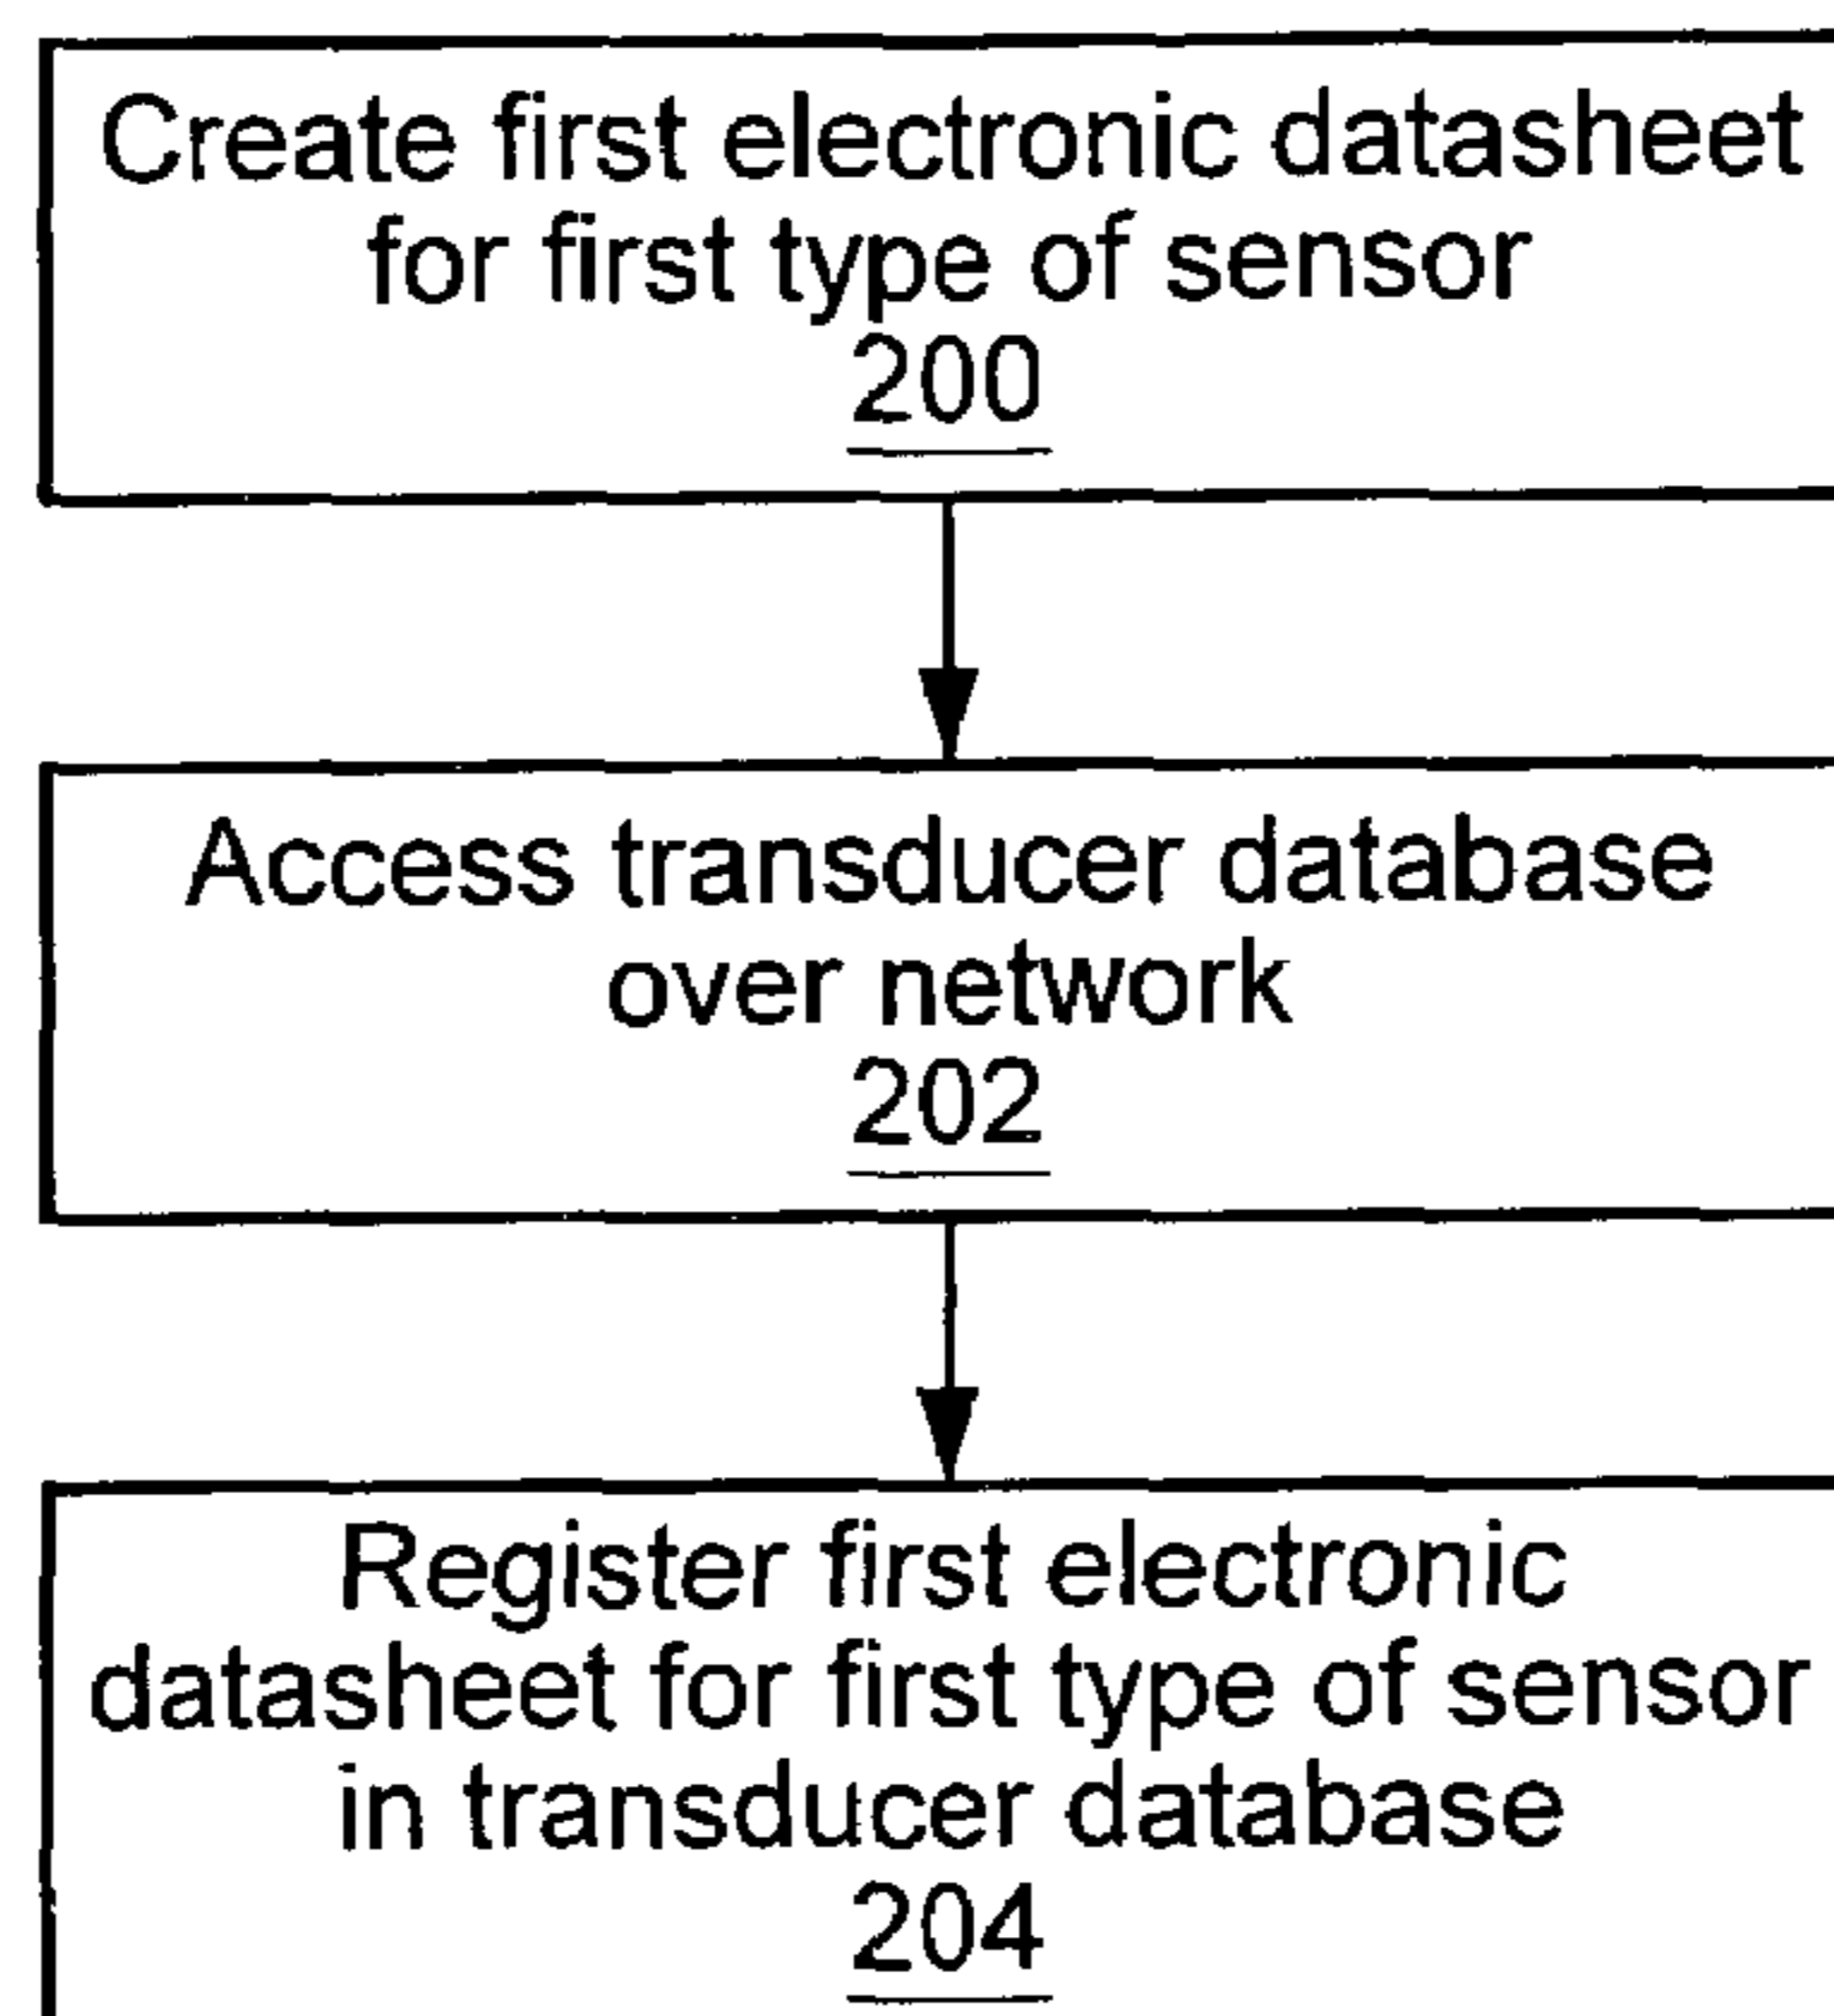 Create first electronic datasheet
for first type of sensor
200
Access transducer database
over network
202
Register first electronic
datasheet for first type of sensor
in transducer database
204